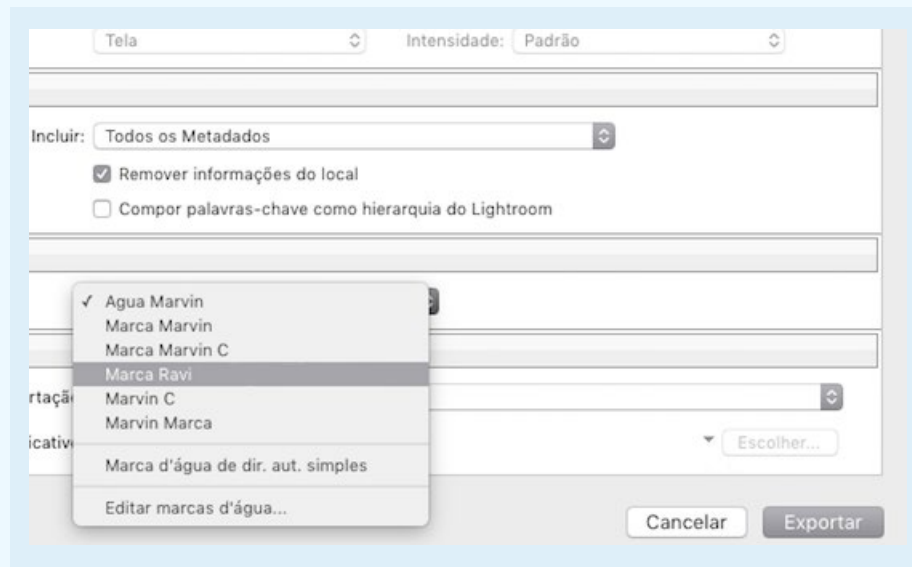 Tela Intensidade: Padrão
Incluir: Todos os Metadados
Remover informações do local
Compor palavras-chave como hierarquia do Lightroom
✓ Agua Marvin
Marca Marvin
Marca Marvin C
Marca Ravi
Marvin C
Marvin Marca
Marca d'água de dir. aut. simples
Editar marcas d'água...
Escolher...
Cancelar Exportar